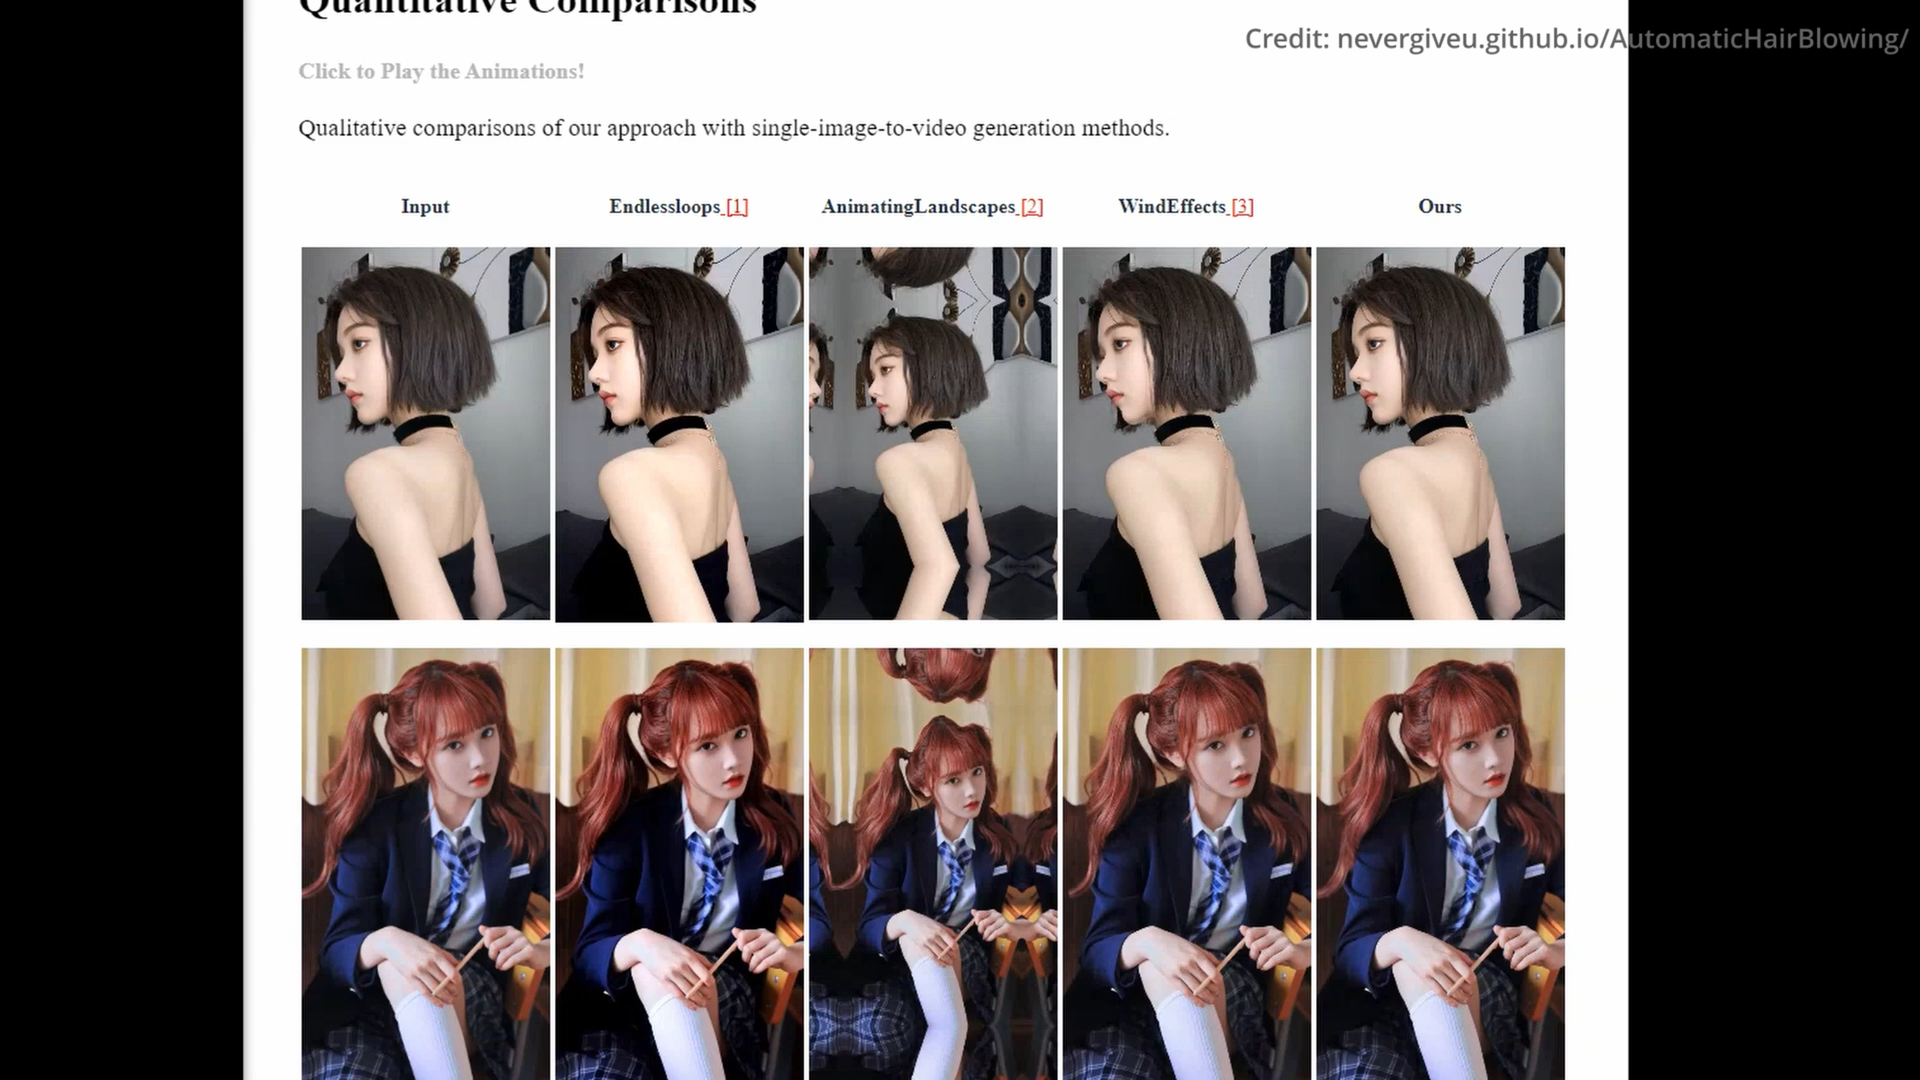 Quantitative Comparisons
Credit: nevergiveu.github.io/AutomaticHairBlowing/
Click to Play the Animations!
Qualitative comparisons of our approach with single-image-to-video generation methods.
Input Endlessloops [1] AnimatingLandscapes [2] WindEffects [3] Ours